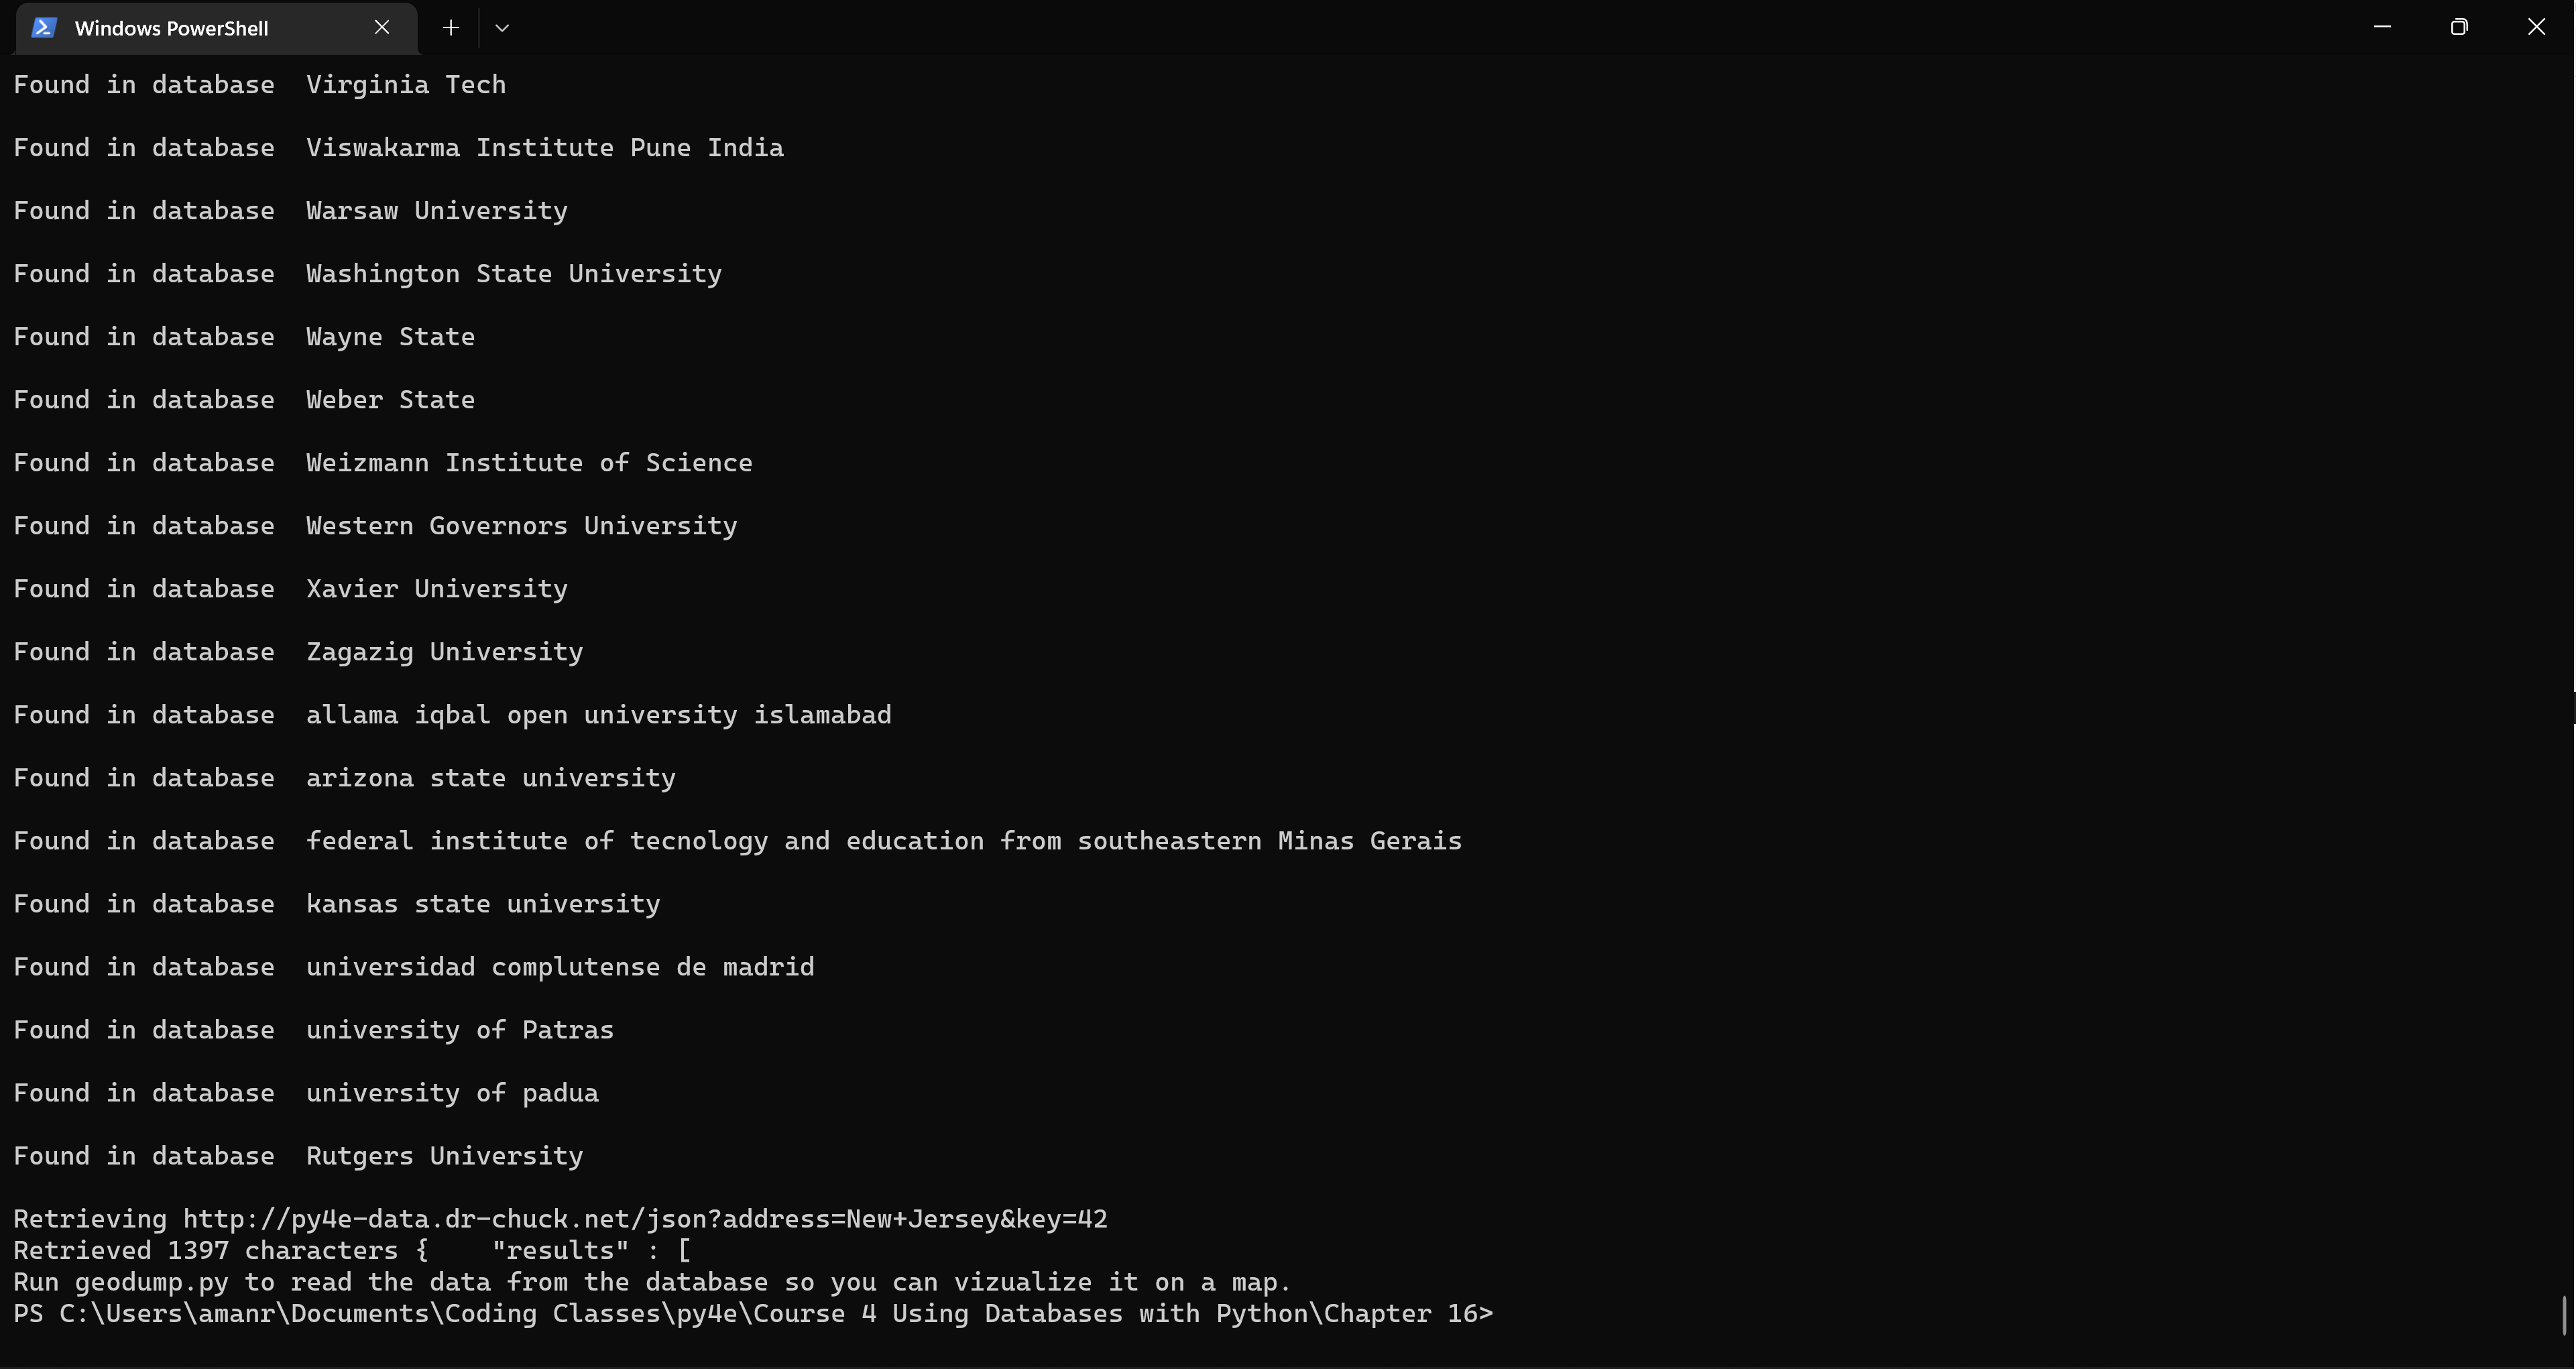 Windows PowerShell
Found in database  Virginia Tech
Found in database  Viswakarma Institute Pune India
Found in database  Warsaw University
Found in database  Washington State University
Found in database  Wayne State
Found in database  Weber State
Found in database  Weizmann Institute of Science
Found in database  Western Governors University
Found in database  Xavier University
Found in database  Zagazig University
Found in database  allama iqbal open university islamabad
Found in database  arizona state university
Found in database  federal institute of tecnology and education from southeastern Minas Gerais
Found in database  kansas state university
Found in database  universidad complutense de madrid
Found in database  university of Patras
Found in database  university of padua
Found in database  Rutgers University
Retrieving http://py4e-data.dr-chuck.net/json?address=New+Jersey&key=42
Retrieved 1397 characters {    "results" : [
Run geodump.py to read the data from the database so you can vizualize it on a map.
PS C:\Users\amanr\Documents\Coding Classes\py4e\Course 4 Using Databases with Python\Chapter 16>